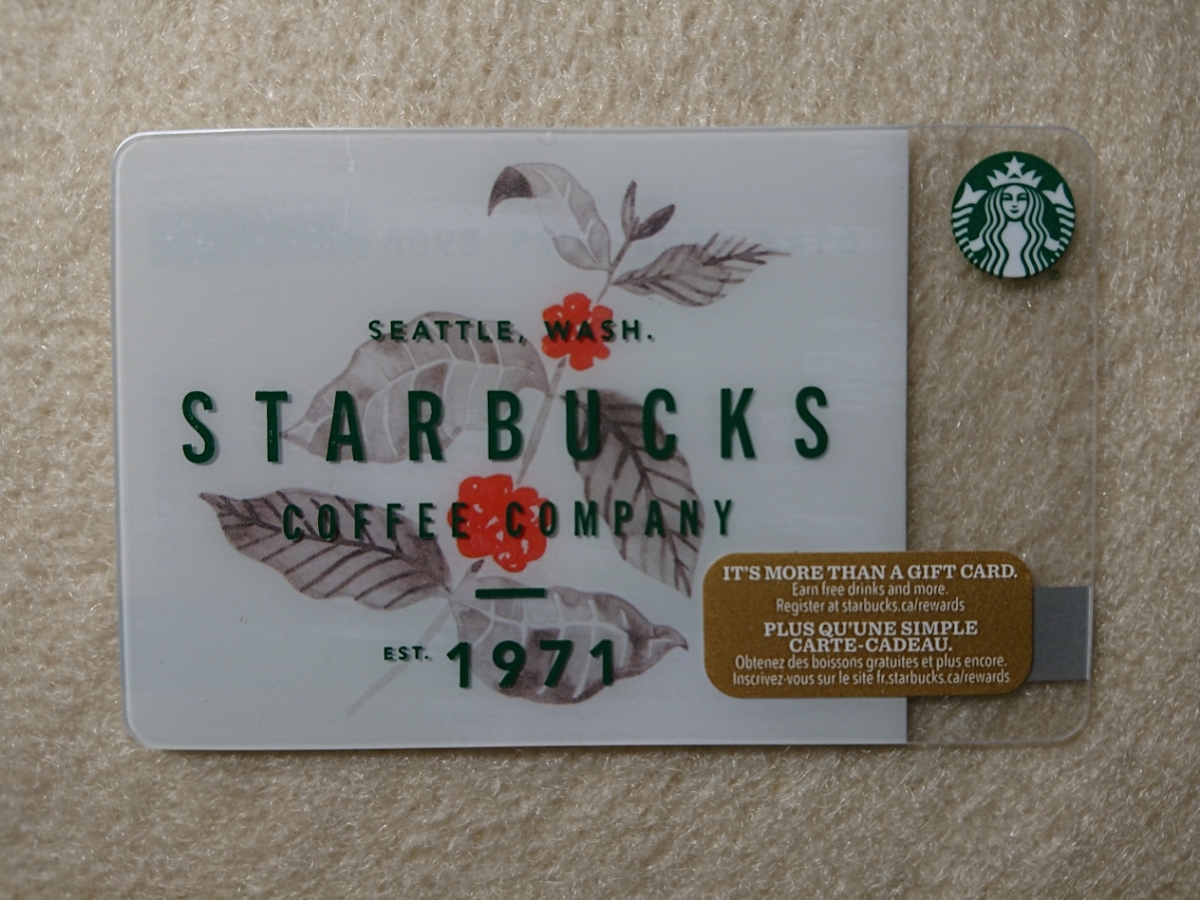 SEATTLE, WASH.
STARBUCKS
COFFEE COMPANY
EST. 1971
IT'S MORE THAN A GIFT CARD.
Earn free drinks and more.
Register at starbucks.ca/rewards
PLUS QU'UNE SIMPLE
CARTE-CADEAU.
Obtenez des boissons gratuites et plus encore.
Inscrivez-vous sur le site fr.starbucks.ca/rewards